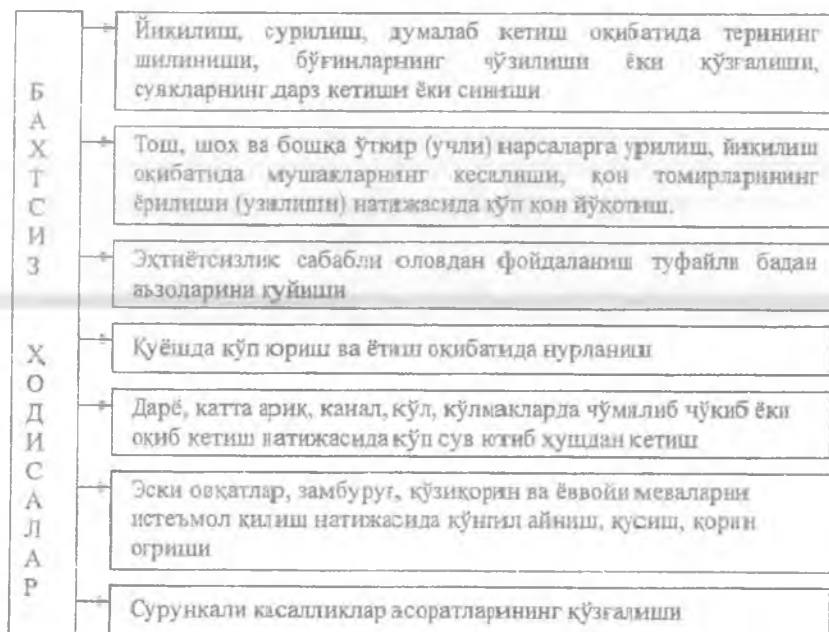 БАХТСИЗ ҲОДИСАЛАР
Йиқилиш, сурилиш, думалаб кетиш оқибатида терининг
шилиниши, бўғинларнинг чўзилиши ёки қўзғалиши,
суякларнинг дарз кетиши ёки синиши
Тош, шох ва бошқа ўткир (учли) нарсаларга урилиш, йиқилиш
оқибатида мушакларнинг кесилиши, қон томирларининг
ёрилиши (узилиши) натижасида кўп қон йўқотиш.
Эҳтиётсизлик сабабли оловдан фойдаланиш туфайли бадан
аъзоларини куйиши
Қуёшда кўп юриш ва ётиш оқибатида нурланиш
Дарё, катта ариқ, канал, кўл, кўлмакларда чўмилиб чўкиб ёки
оқиб кетиш натижасида кўп сув ютиб ҳушдан кетиш
Эски овқатлар, замбуруғ, қўзиқорин ва ёввойи меваларни
истеъмол қилиш натижасида кўнгил айниш, қусиш, қорин
оғриши
Сурункали касалликлар асоратларининг қўзғалиши